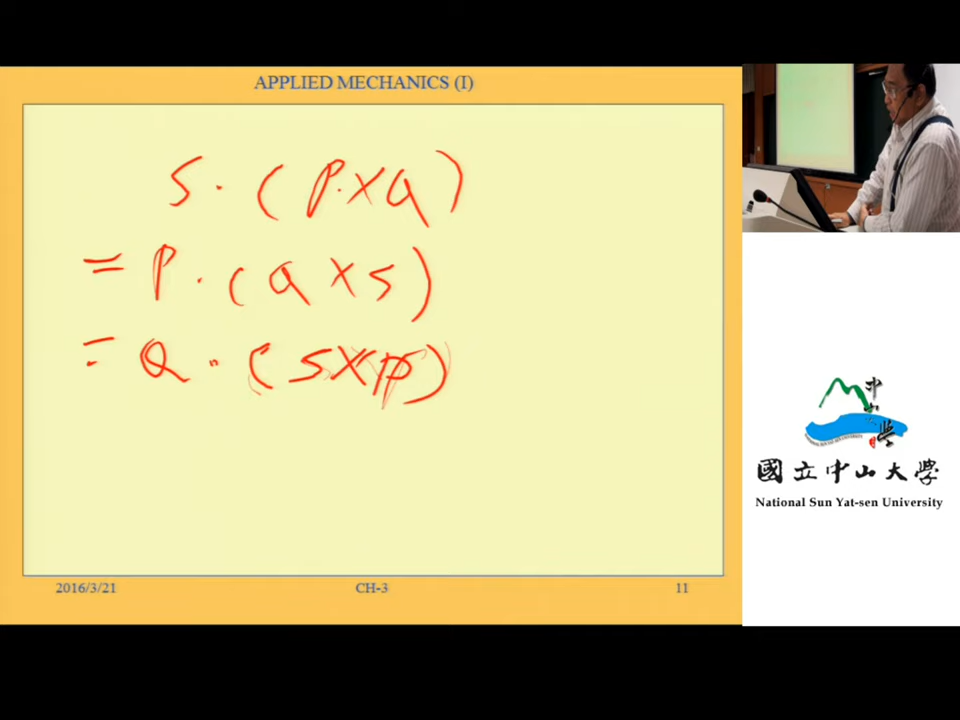 APPLIED MECHANICS (I)
S · ( P · X Q )
= P · ( Q X S )
= Q · ( S X P )
2016/3/21 CH-3 11
中山大學
國立中山大學
National Sun Yat-sen University